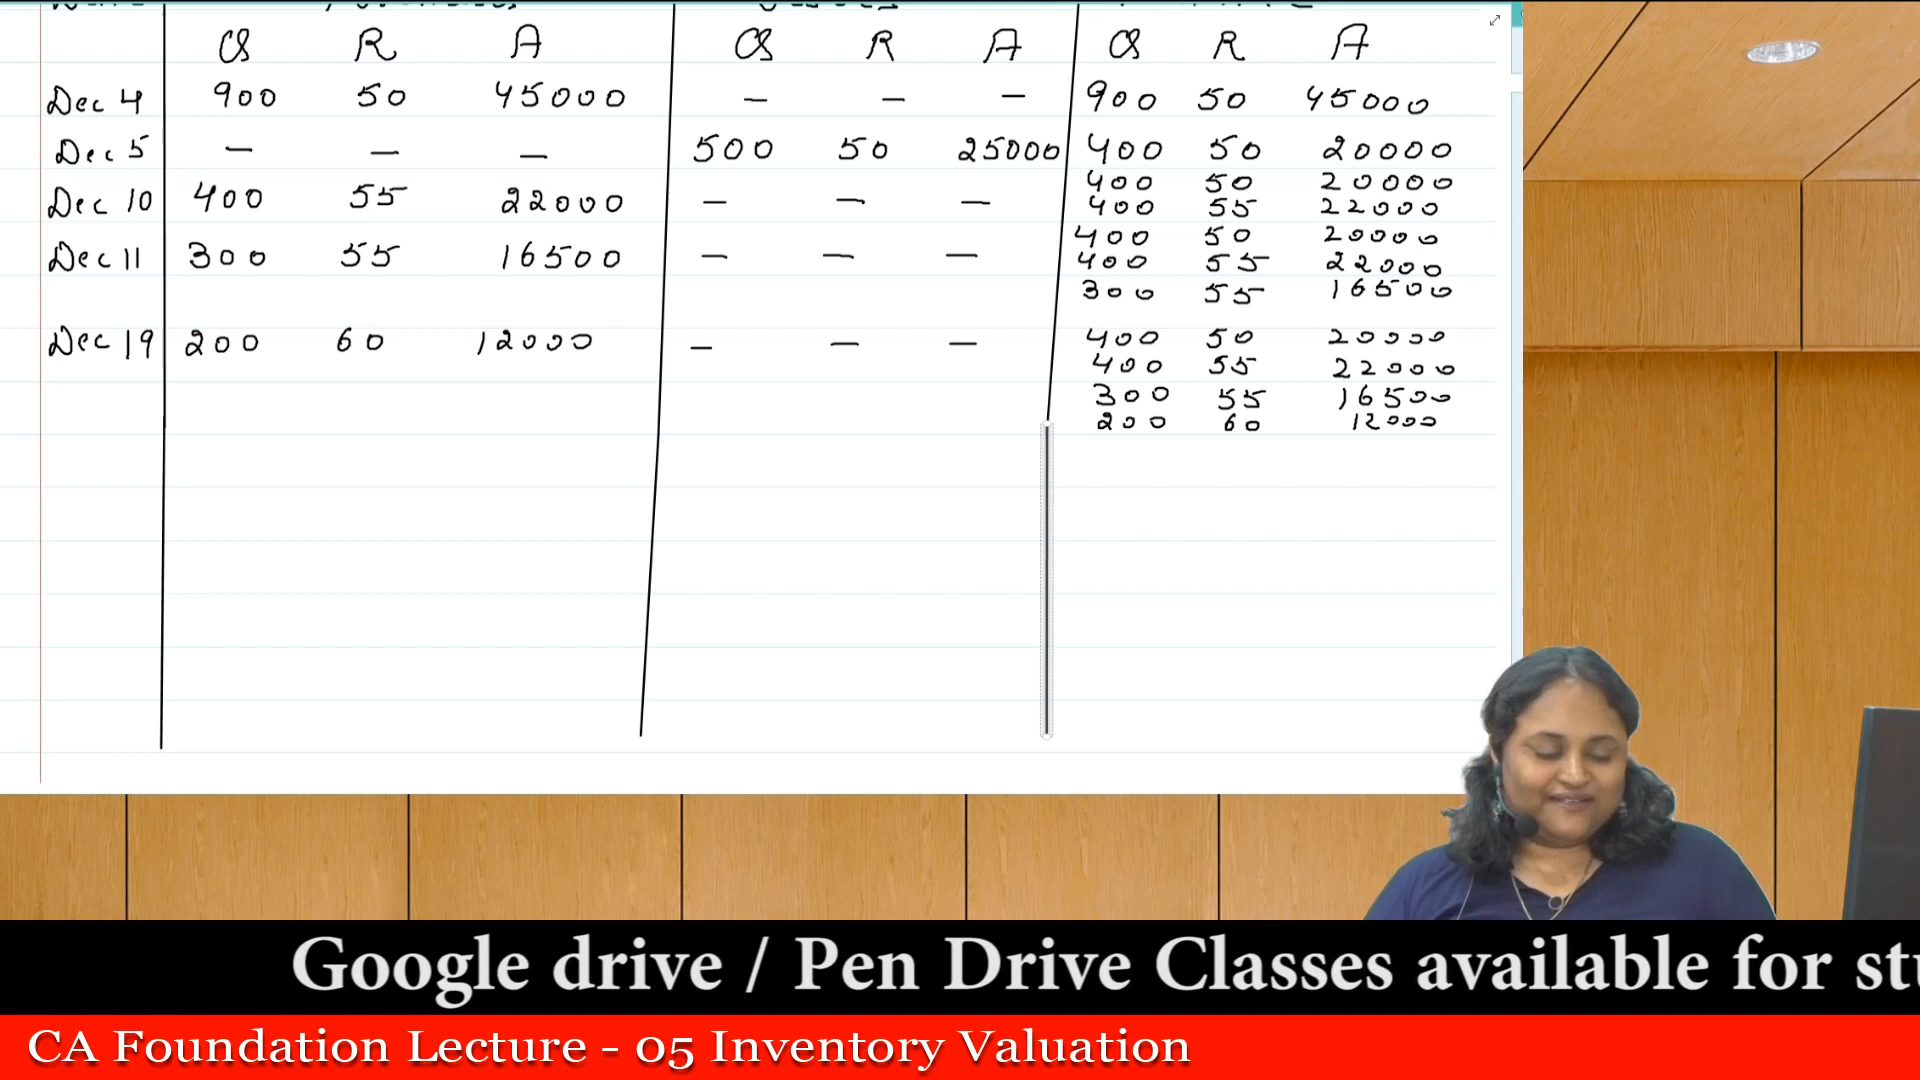 Q R A Q R A Q R A
Dec 4 900 50 45000 — — — 900 50 45000
Dec 5 — — — 500 50 25000 400 50 20000
400 50 20000
Dec 10 400 55 22000 — — — 400 55 22000
400 50 20000
Dec 11 300 55 16500 — — — 400 55 22000
300 55 16500
Dec 19 200 60 12000 — — — 400 50 20000
400 55 22000
300 55 16500
200 60 12000
Google drive / Pen Drive Classes available for stu
CA Foundation Lecture - 05 Inventory Valuation